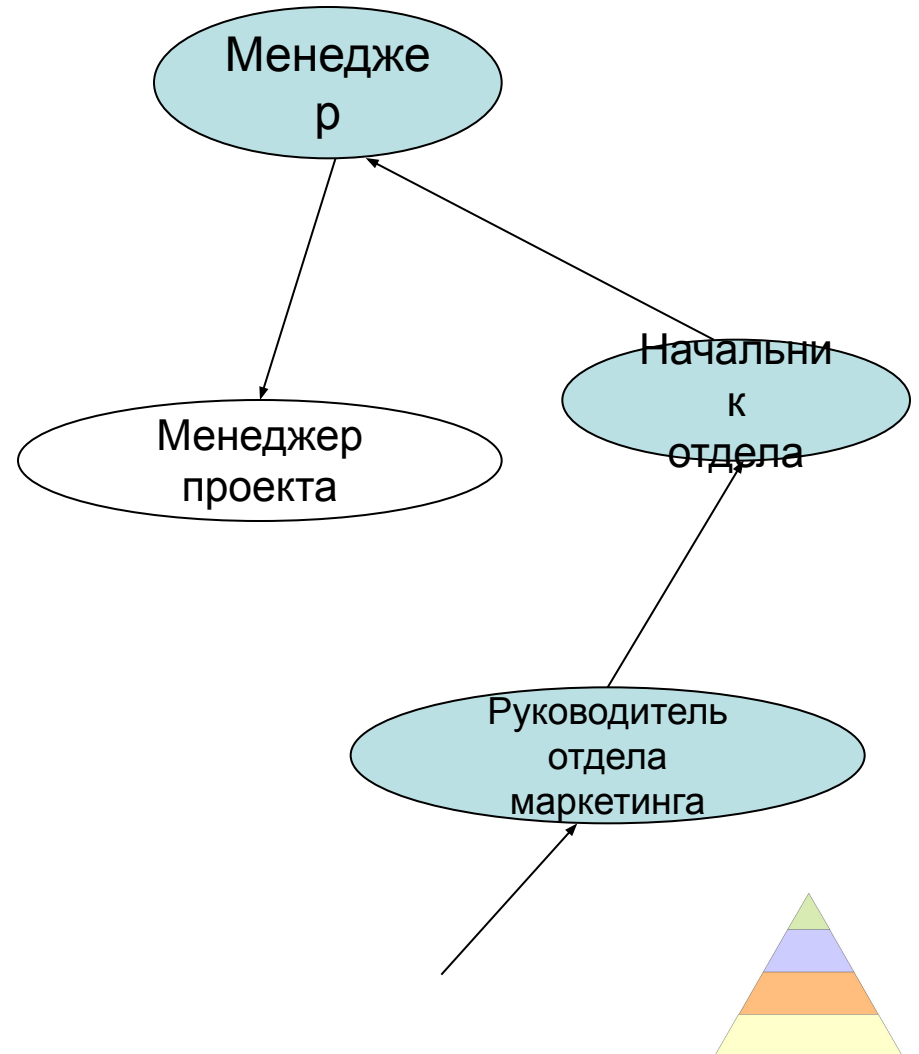 Менедже
р
Начальни
к
отдела
Менеджер
проекта
Руководитель
отдела
маркетинга